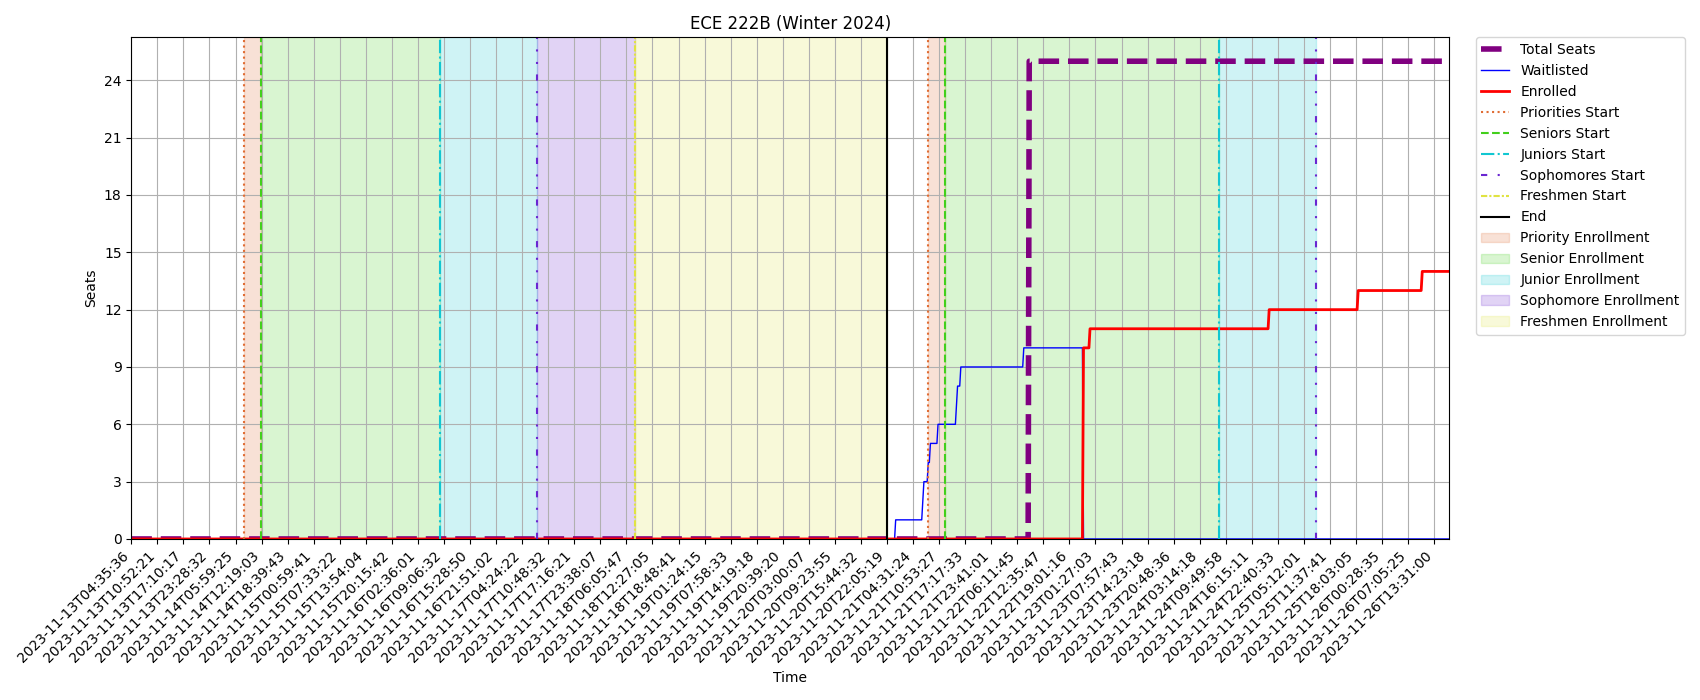 ECE 222B (Winter 2024)
Seats
24
21
18
15
12
9
6
3
0
2023-11-13T04:35:36
2023-11-13T10:52:21
2023-11-13T17:10:17
2023-11-13T23:28:32
2023-11-14T05:59:25
2023-11-14T12:19:03
2023-11-14T18:39:43
2023-11-15T00:59:41
2023-11-15T07:33:22
2023-11-15T13:54:04
2023-11-15T20:15:42
2023-11-16T02:36:01
2023-11-16T09:06:32
2023-11-16T15:28:50
2023-11-16T21:51:02
2023-11-17T04:24:22
2023-11-17T10:48:32
2023-11-17T17:16:21
2023-11-17T23:38:07
2023-11-18T06:05:47
2023-11-18T12:27:05
2023-11-18T18:48:41
2023-11-19T01:24:15
2023-11-19T07:58:33
2023-11-19T14:19:18
2023-11-19T20:39:20
2023-11-20T03:00:07
2023-11-20T09:23:55
2023-11-20T15:44:32
2023-11-20T22:05:19
2023-11-21T04:31:24
2023-11-21T10:53:27
2023-11-21T17:17:33
2023-11-21T23:41:01
2023-11-22T06:11:45
2023-11-22T12:35:47
2023-11-22T19:01:16
2023-11-23T01:27:03
2023-11-23T07:57:43
2023-11-23T14:23:18
2023-11-23T20:48:36
2023-11-24T03:14:18
2023-11-24T09:49:58
2023-11-24T16:15:11
2023-11-24T22:40:33
2023-11-25T05:12:01
2023-11-25T11:37:41
2023-11-25T18:03:05
2023-11-26T00:28:35
2023-11-26T07:05:25
2023-11-26T13:31:00
Time
Total Seats
Waitlisted
Enrolled
Priorities Start
Seniors Start
Juniors Start
Sophomores Start
Freshmen Start
End
Priority Enrollment
Senior Enrollment
Junior Enrollment
Sophomore Enrollment
Freshmen Enrollment